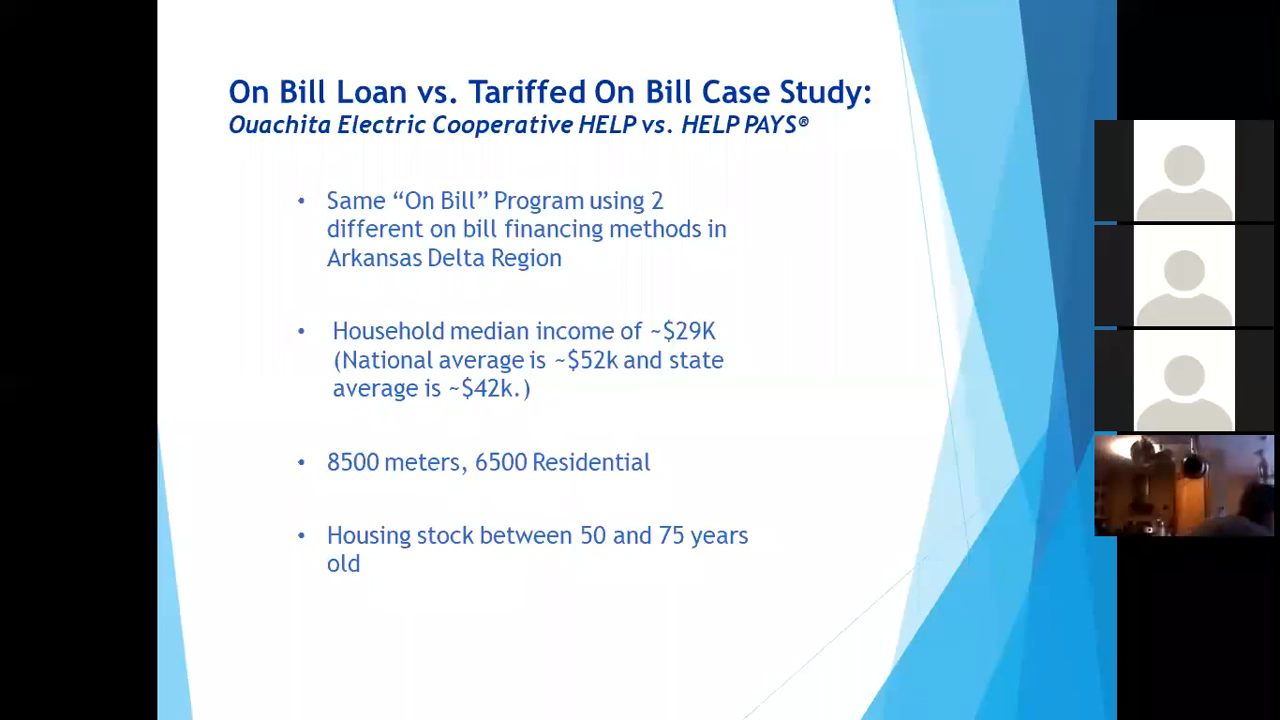 On Bill Loan vs. Tariffed On Bill Case Study:
Ouachita Electric Cooperative HELP vs. HELP PAYS®
• Same “On Bill” Program using 2
different on bill financing methods in
Arkansas Delta Region
• Household median income of ~$29K
(National average is ~$52k and state
average is ~$42k.)
• 8500 meters, 6500 Residential
• Housing stock between 50 and 75 years
old